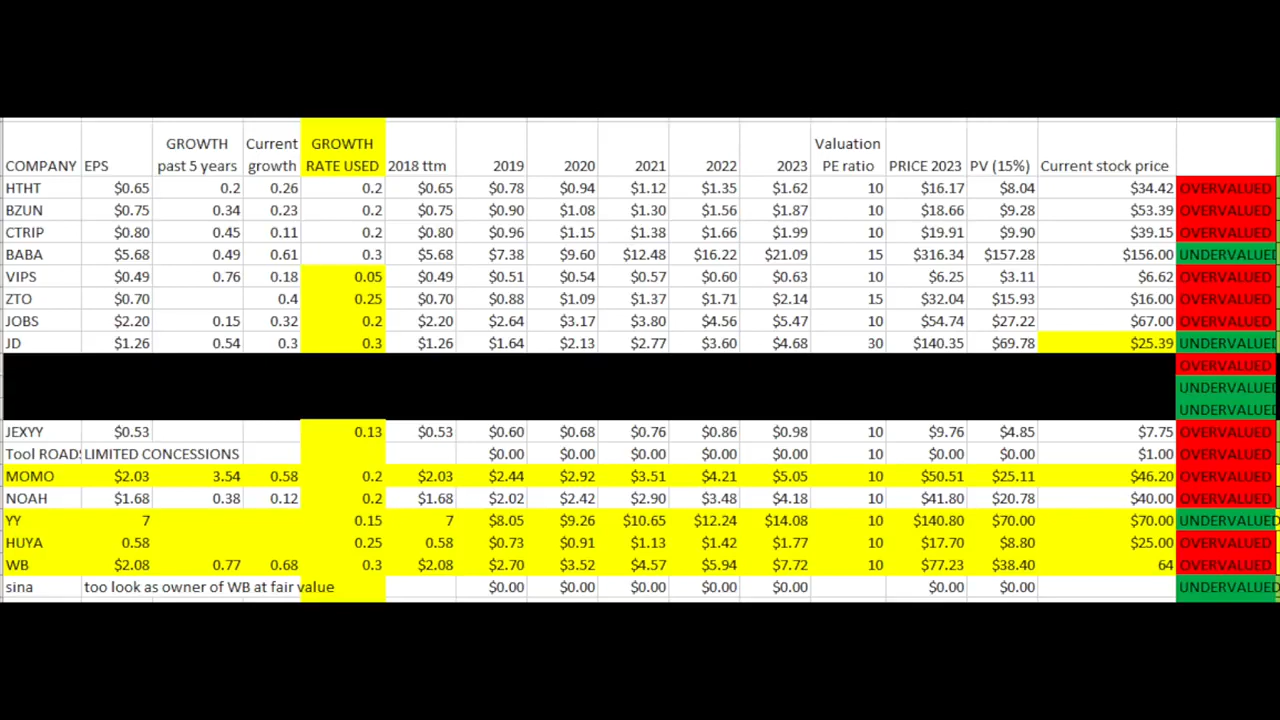 GROWTH Current GROWTH Valuation
COMPANY EPS past 5 years growth RATE USED 2018 ttm 2019 2020 2021 2022 2023 PE ratio PRICE 2023 PV (15%) Current stock price
HTHT $0.65 0.2 0.26 0.2 $0.65 $0.78 $0.94 $1.12 $1.35 $1.62 10 $16.17 $8.04 $34.42 OVERVALUED
BZUN $0.75 0.34 0.23 0.2 $0.75 $0.90 $1.08 $1.30 $1.56 $1.87 10 $18.66 $9.28 $53.39 OVERVALUED
CTRIP $0.80 0.45 0.11 0.2 $0.80 $0.96 $1.15 $1.38 $1.66 $1.99 10 $19.91 $9.90 $39.15 OVERVALUED
BABA $5.68 0.49 0.61 0.3 $5.68 $7.38 $9.60 $12.48 $16.22 $21.09 15 $316.34 $157.28 $156.00 UNDERVALUED
VIPS $0.49 0.76 0.18 0.05 $0.49 $0.51 $0.54 $0.57 $0.60 $0.63 10 $6.25 $3.11 $6.62 OVERVALUED
ZTO $0.70 0.4 0.25 $0.70 $0.88 $1.09 $1.37 $1.71 $2.14 15 $32.04 $15.93 $16.00 OVERVALUED
JOBS $2.20 0.15 0.32 0.2 $2.20 $2.64 $3.17 $3.80 $4.56 $5.47 10 $54.74 $27.22 $67.00 OVERVALUED
JD $1.26 0.54 0.3 0.3 $1.26 $1.64 $2.13 $2.77 $3.60 $4.68 30 $140.35 $69.78 $25.39 UNDERVALUED
OVERVALUED
UNDERVALUED
UNDERVALUED
JEXYY $0.53 0.13 $0.53 $0.60 $0.68 $0.76 $0.86 $0.98 10 $9.76 $4.85 $7.75 OVERVALUED
Tool ROADS LIMITED CONCESSIONS $0.00 $0.00 $0.00 $0.00 $0.00 10 $0.00 $0.00 $1.00 OVERVALUED
MOMO $2.03 3.54 0.58 0.2 $2.03 $2.44 $2.92 $3.51 $4.21 $5.05 10 $50.51 $25.11 $46.20 OVERVALUED
NOAH $1.68 0.38 0.12 0.2 $1.68 $2.02 $2.42 $2.90 $3.48 $4.18 10 $41.80 $20.78 $40.00 OVERVALUED
YY 7 0.15 7 $8.05 $9.26 $10.65 $12.24 $14.08 10 $140.80 $70.00 $70.00 UNDERVALUED
HUYA 0.58 0.25 0.58 $0.73 $0.91 $1.13 $1.42 $1.77 10 $17.70 $8.80 $25.00 OVERVALUED
WB $2.08 0.77 0.68 0.3 $2.08 $2.70 $3.52 $4.57 $5.94 $7.72 10 $77.23 $38.40 64 OVERVALUED
sina too look as owner of WB at fair value $0.00 $0.00 $0.00 $0.00 $0.00 $0.00 $0.00 UNDERVALUED